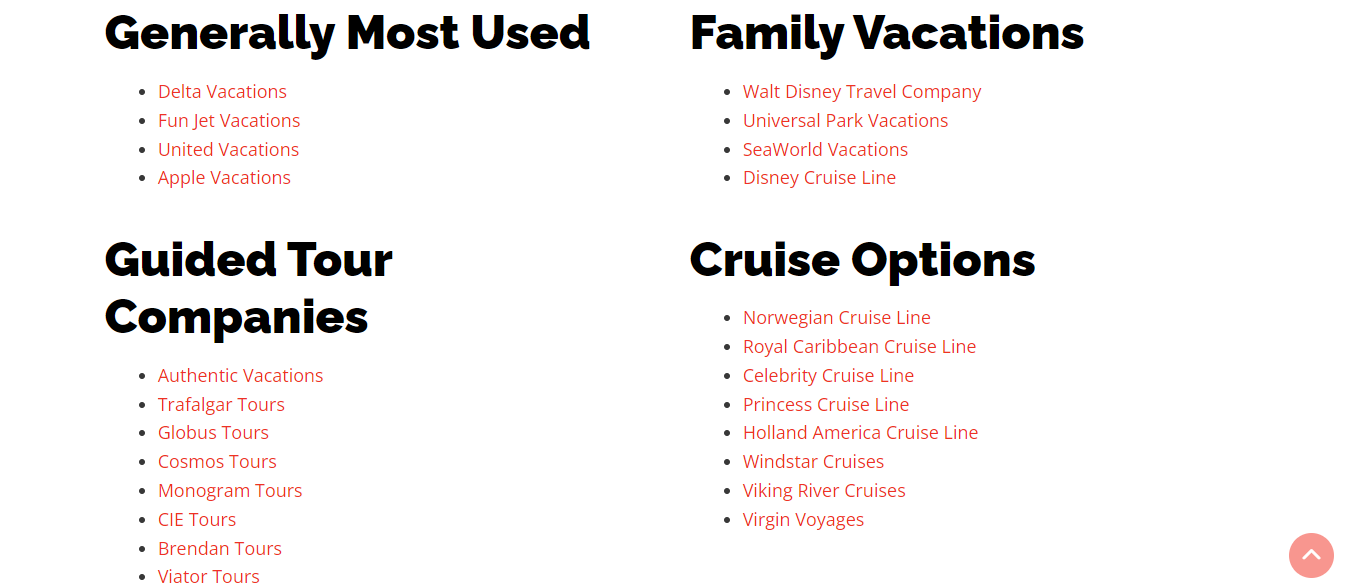 Generally Most Used
Delta Vacations
Fun Jet Vacations
United Vacations
Apple Vacations
Family Vacations
Walt Disney Travel Company
Universal Park Vacations
SeaWorld Vacations
Disney Cruise Line
Guided Tour
Companies
Authentic Vacations
Trafalgar Tours
Globus Tours
Cosmos Tours
Monogram Tours
CIE Tours
Brendan Tours
Viator Tours
Cruise Options
Norwegian Cruise Line
Royal Caribbean Cruise Line
Celebrity Cruise Line
Princess Cruise Line
Holland America Cruise Line
Windstar Cruises
Viking River Cruises
Virgin Voyages